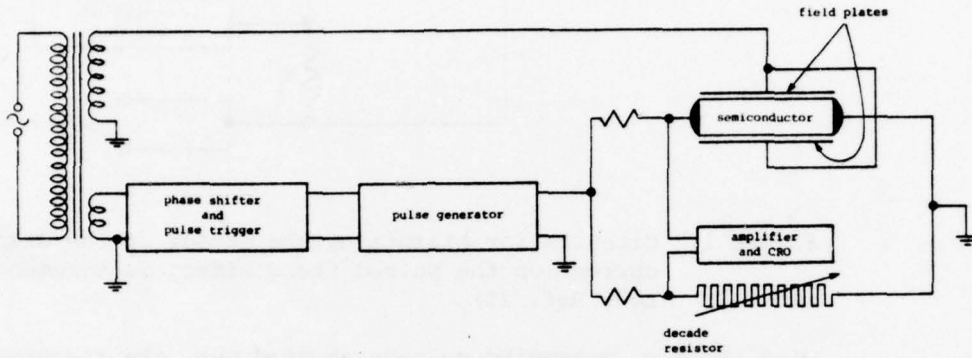 field plates
semiconductor
phase shifter
and
pulse trigger
pulse generator
amplifier
and CRO
decade
resistor